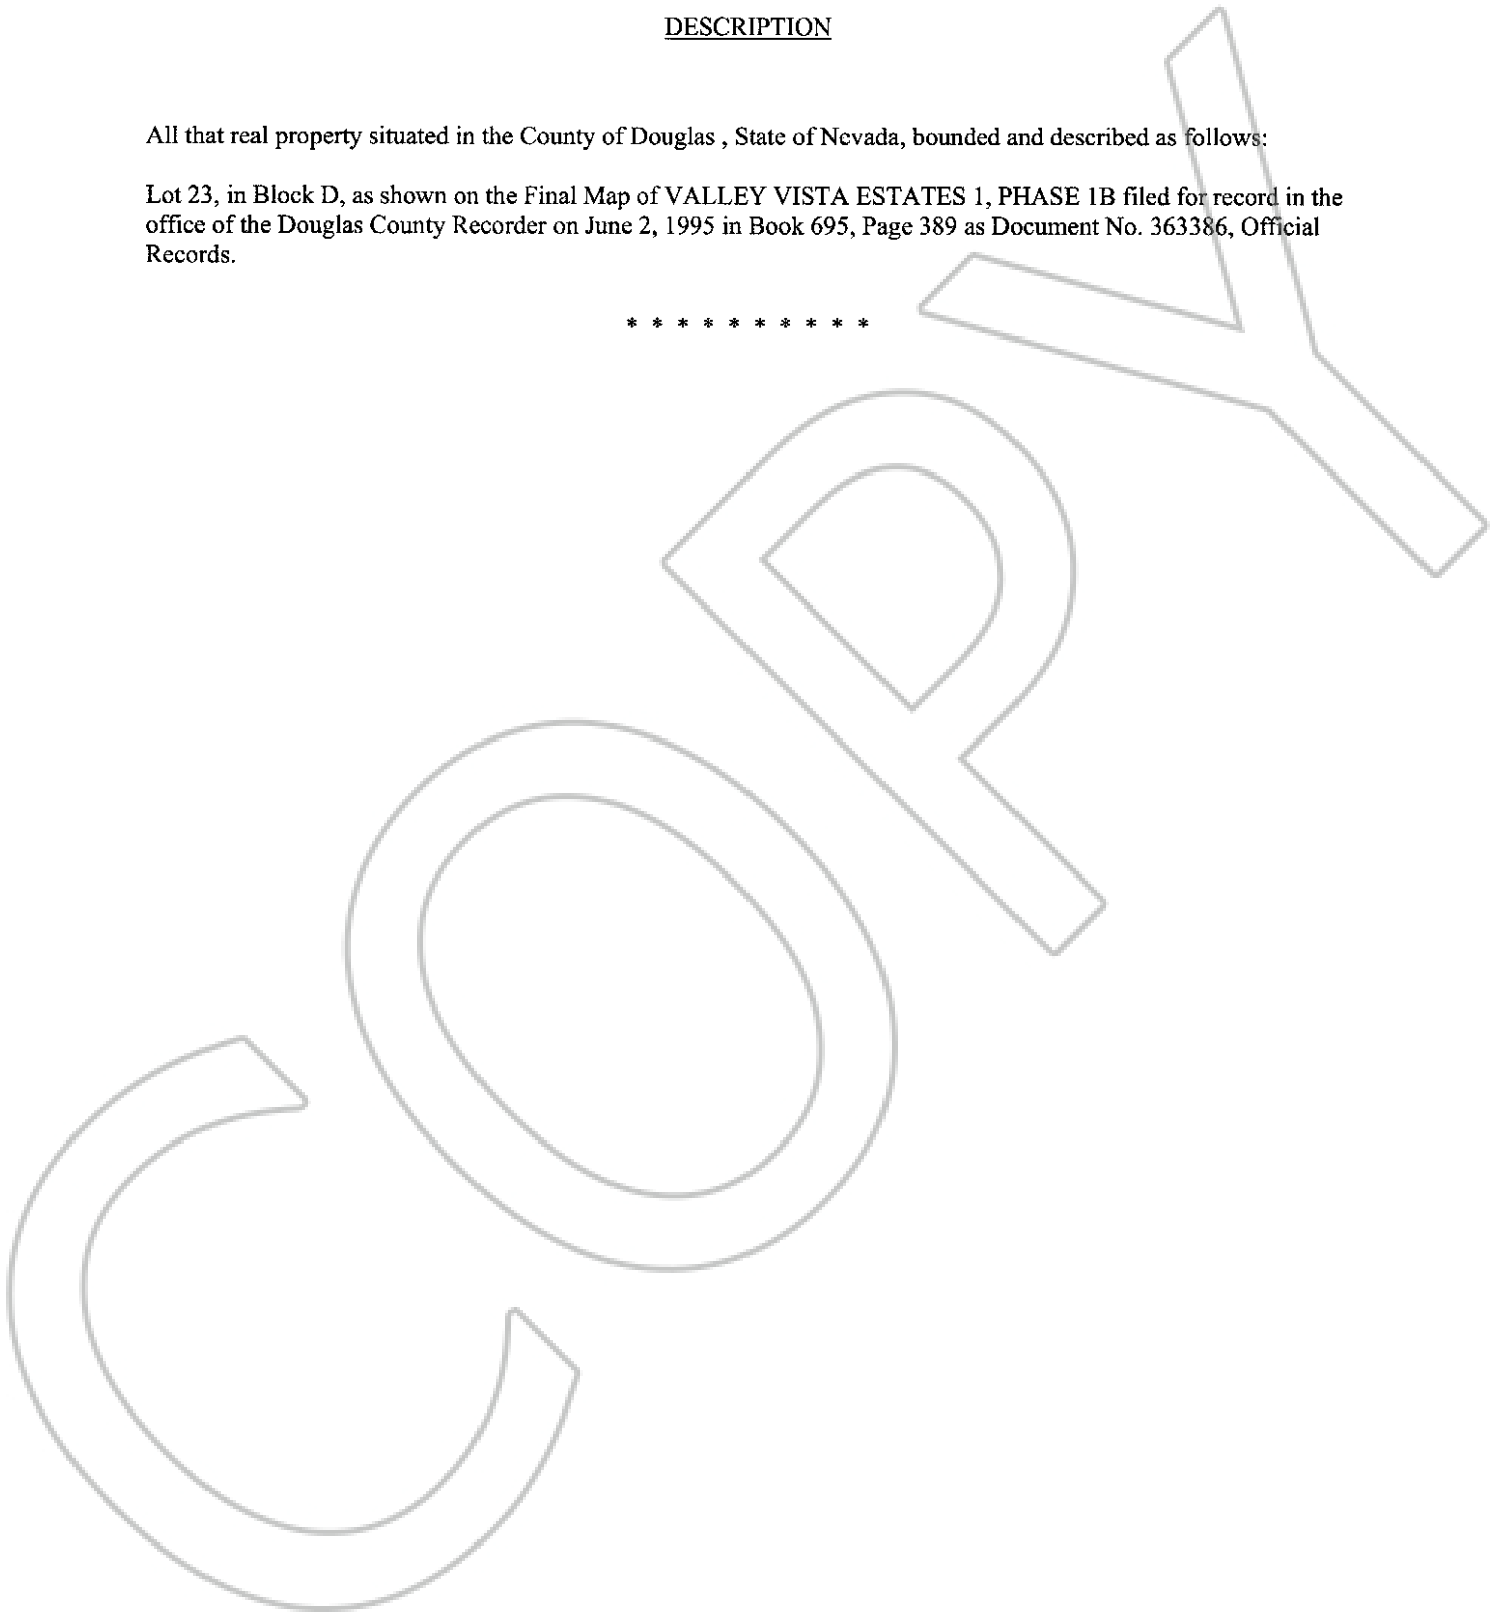 DESCRIPTION
All that real property situated in the County of Douglas , State of Nevada, bounded and described as follows:
Lot 23, in Block D, as shown on the Final Map of VALLEY VISTA ESTATES 1, PHASE 1B filed for record in the
office of the Douglas County Recorder on June 2, 1995 in Book 695, Page 389 as Document No. 363386, Official
Records.
* * * * * * * * * *
COPY